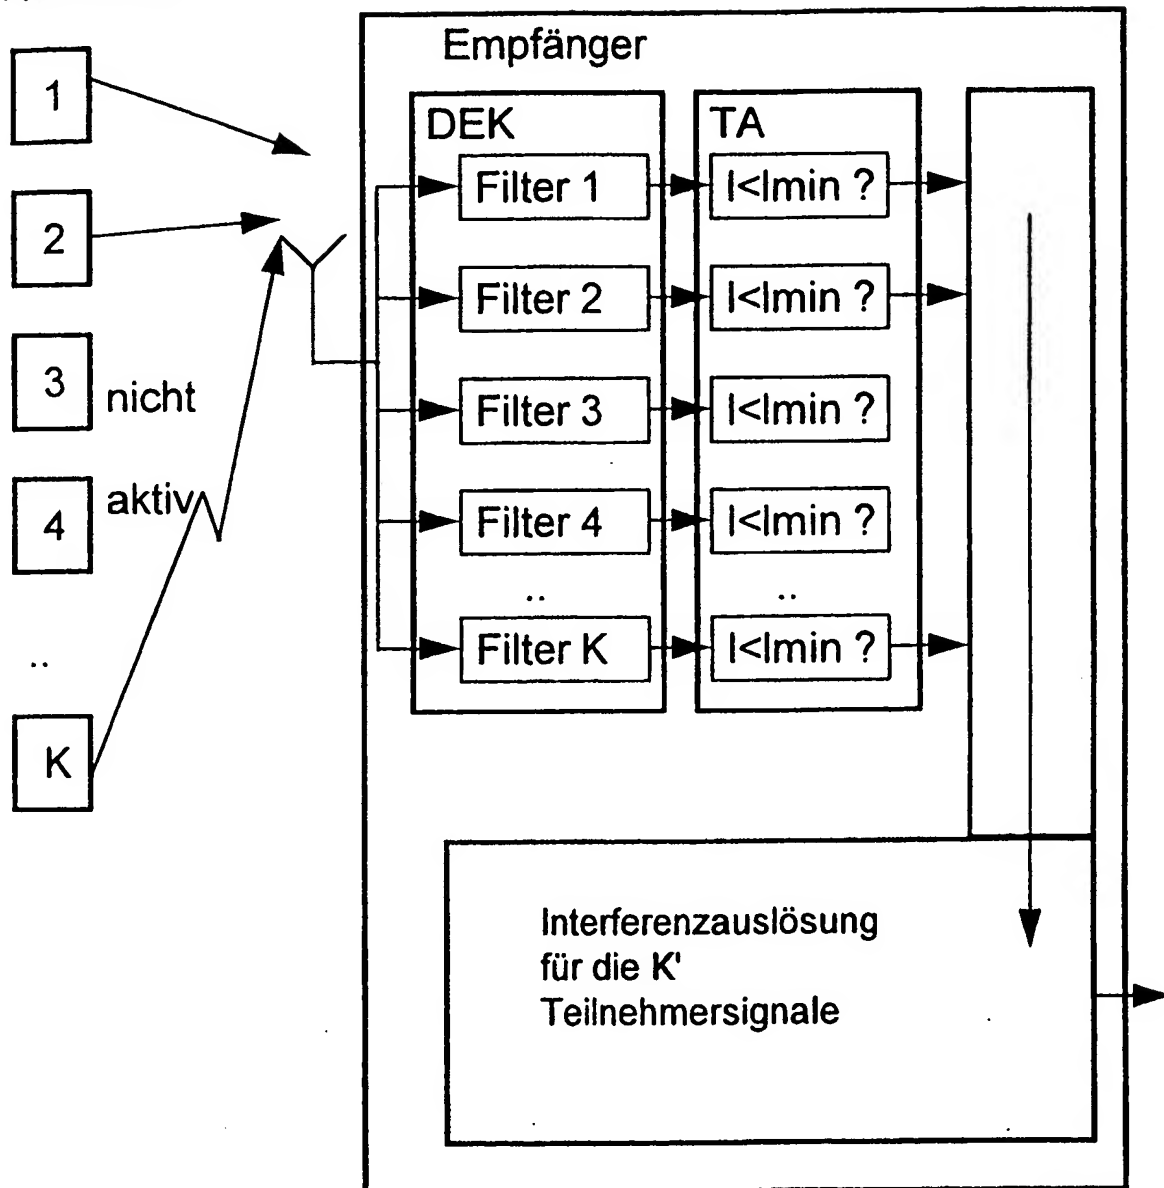 Empfänger
1
2
3
nicht
4
aktiv
..
K
DEK
Filter 1
Filter 2
Filter 3
Filter 4
..
Filter K
TA
I<Imin ?
I<Imin ?
I<Imin ?
I<Imin ?
..
I<Imin ?
Interferenzauslösung
für die K'
Teilnehmersignale